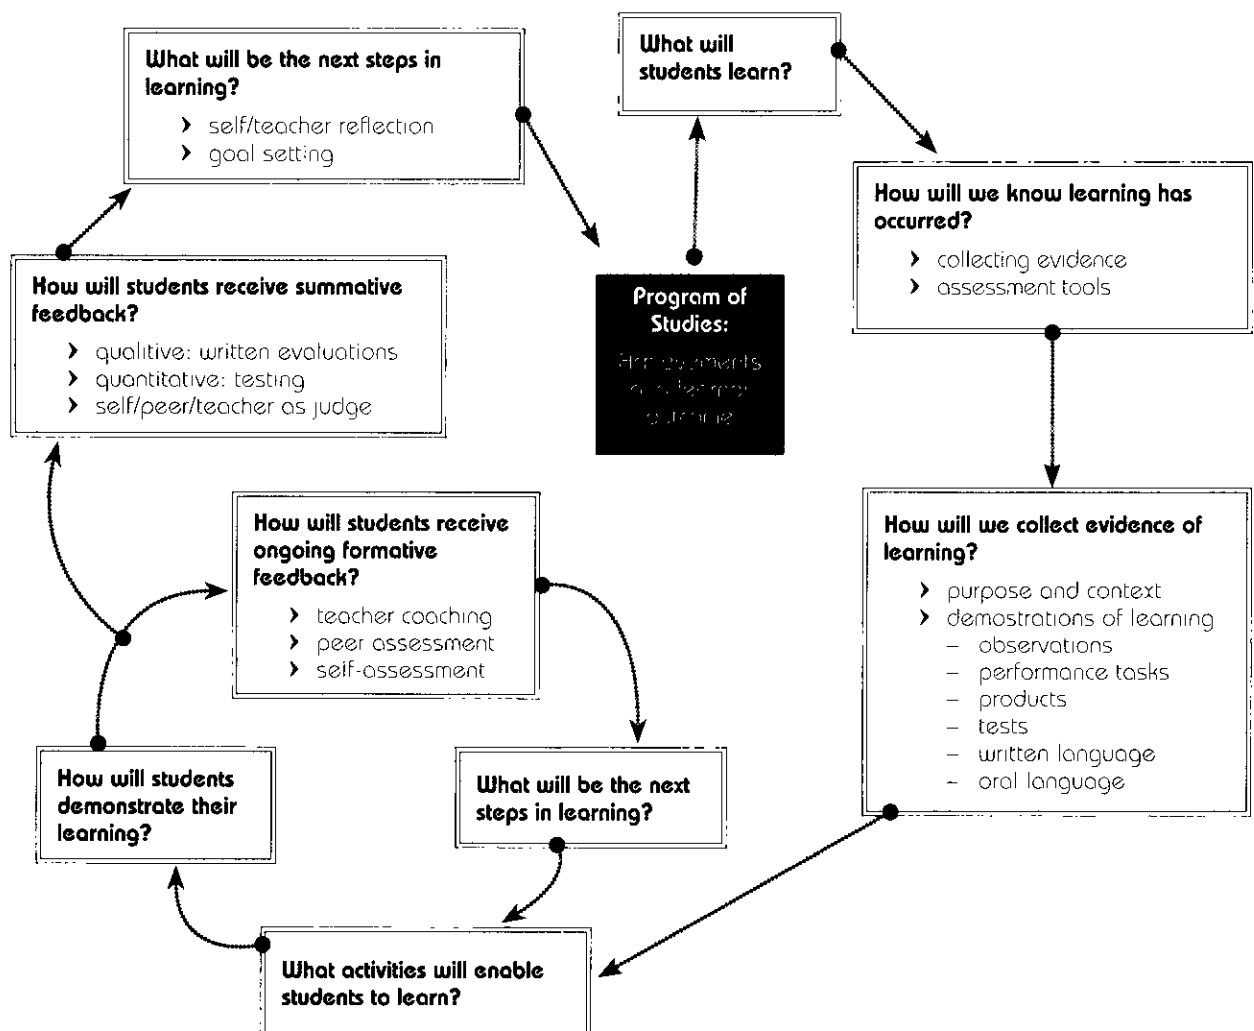 What will be the next steps in
learning?
› self/teacher reflection
› goal setting
What will
students learn?
How will we know learning has
occurred?
› collecting evidence
› assessment tools
How will students receive summative
feedback?
› qualitive: written evaluations
› quantitative: testing
› self/peer/teacher as judge
Program of
Studies:
How will students receive
ongoing formative
feedback?
› teacher coaching
› peer assessment
› self-assessment
How will we collect evidence of
learning?
› purpose and context
› demostrations of learning
– observations
– performance tasks
– products
– tests
– written language
– oral language
How will students
demonstrate their
learning?
What will be the next
steps in learning?
What activities will enable
students to learn?